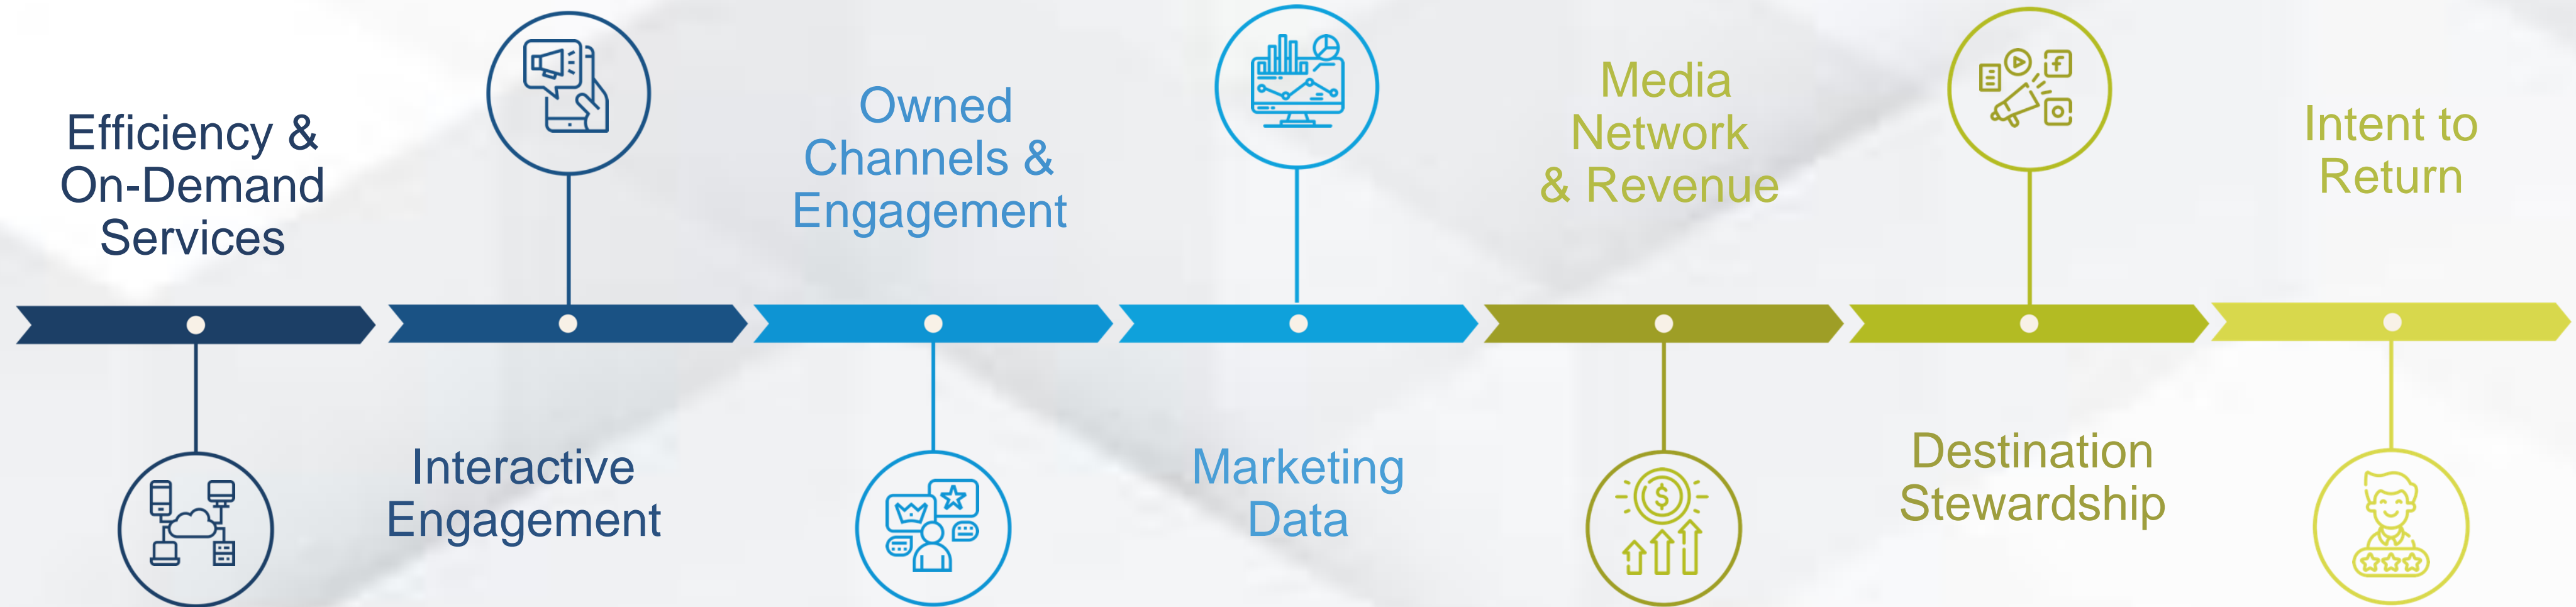 Efficiency &
On-Demand
Services
Interactive
Engagement
Owned
Channels &
Engagement
Marketing
Data
Media
Network
& Revenue
Destination
Stewardship
Intent to
Return